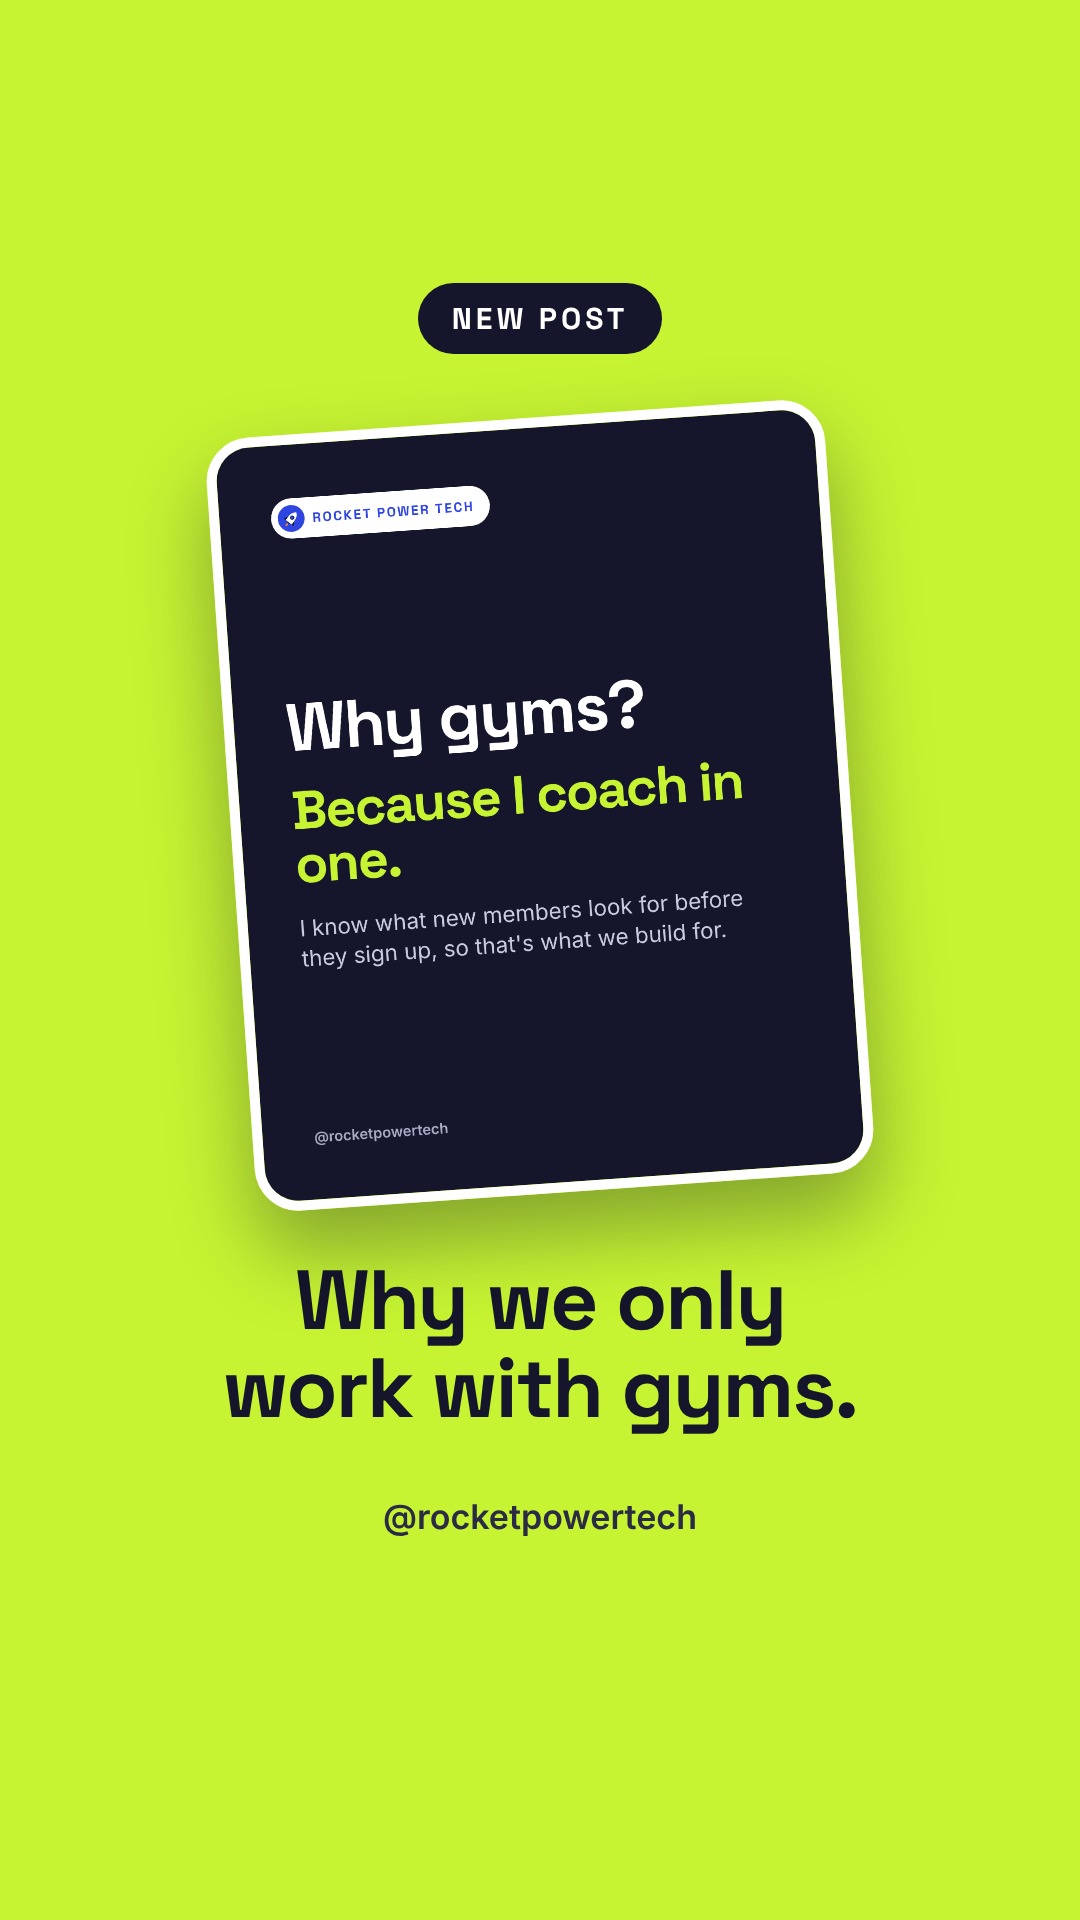 NEW POST
ROCKET POWER TECH
Why gyms?
Because I coach in
one.
I know what new members look for before
they sign up, so that's what we build for.
@rocketpowertech
Why we only
work with gyms.
@rocketpowertech